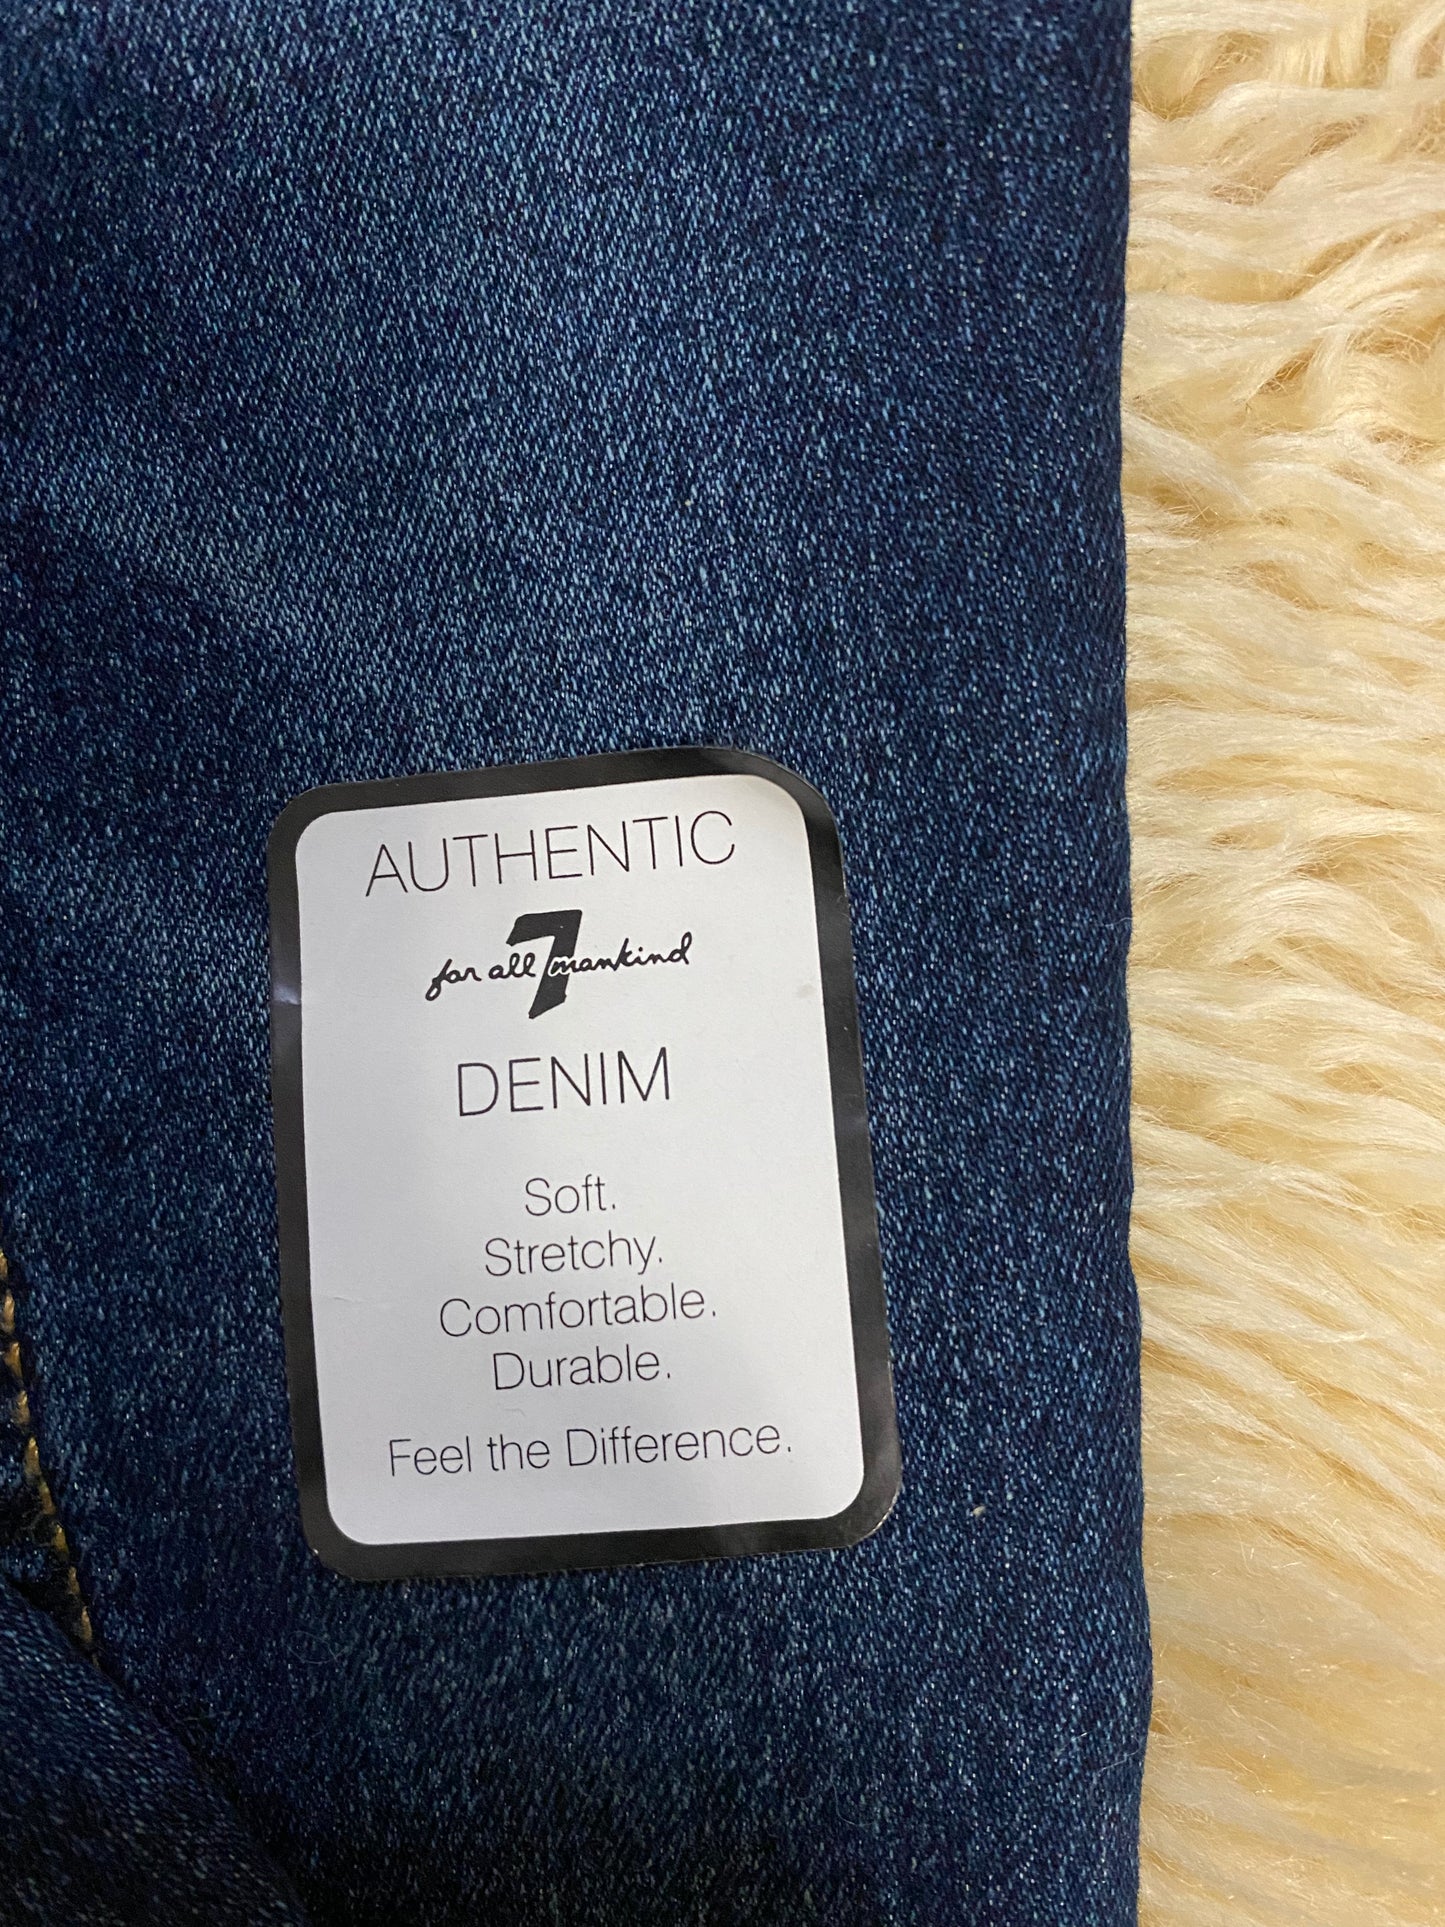 AUTHENTIC
7
for all mankind
DENIM
Soft.
Stretchy.
Comfortable.
Durable.
Feel the Difference.